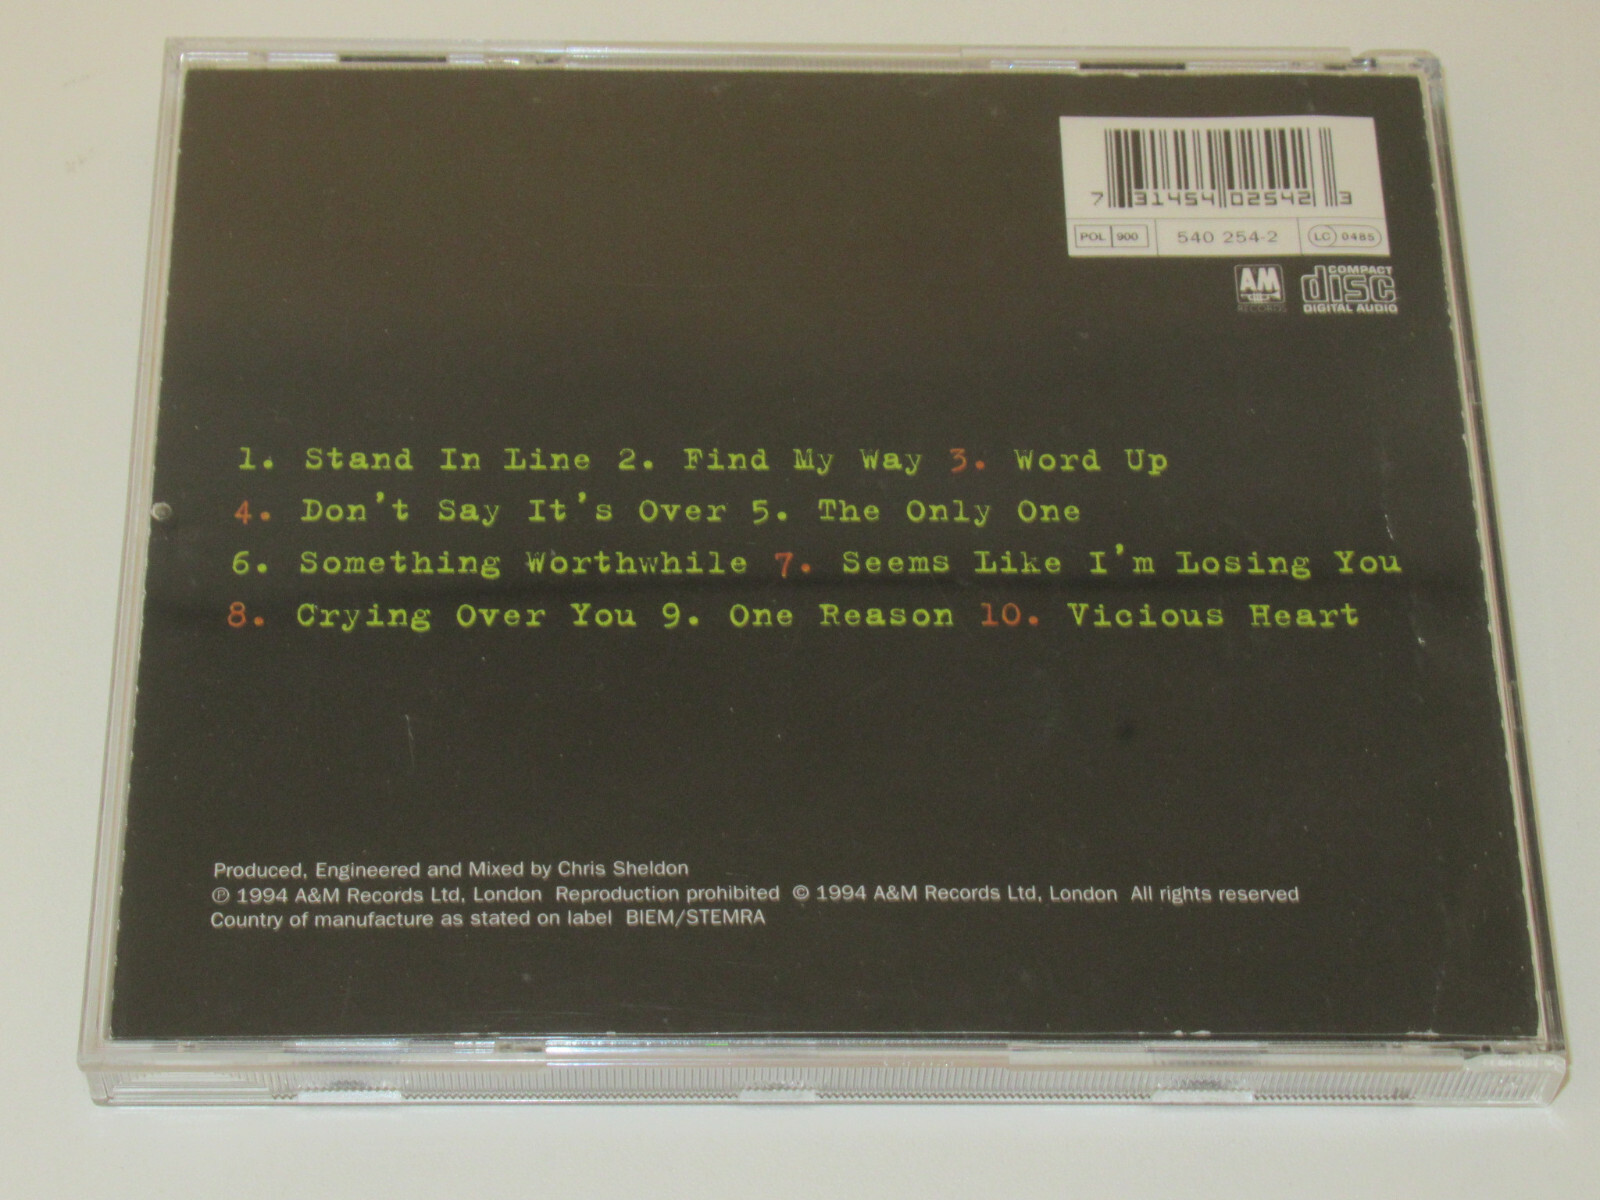 7 31454 02542 3
POL 900 540 254-2 LC 0485
AM RECORDS COMPACT disc DIGITAL AUDIO
1. Stand In Line 2. Find My Way 3. Word Up
4. Don't Say It's Over 5. The Only One
6. Something Worthwhile 7. Seems Like I'm Losing You
8. Crying Over You 9. One Reason 10. Vicious Heart
Produced, Engineered and Mixed by Chris Sheldon
℗ 1994 A&M Records Ltd, London Reproduction prohibited © 1994 A&M Records Ltd, London All rights reserved
Country of manufacture as stated on label BIEM/STEMRA